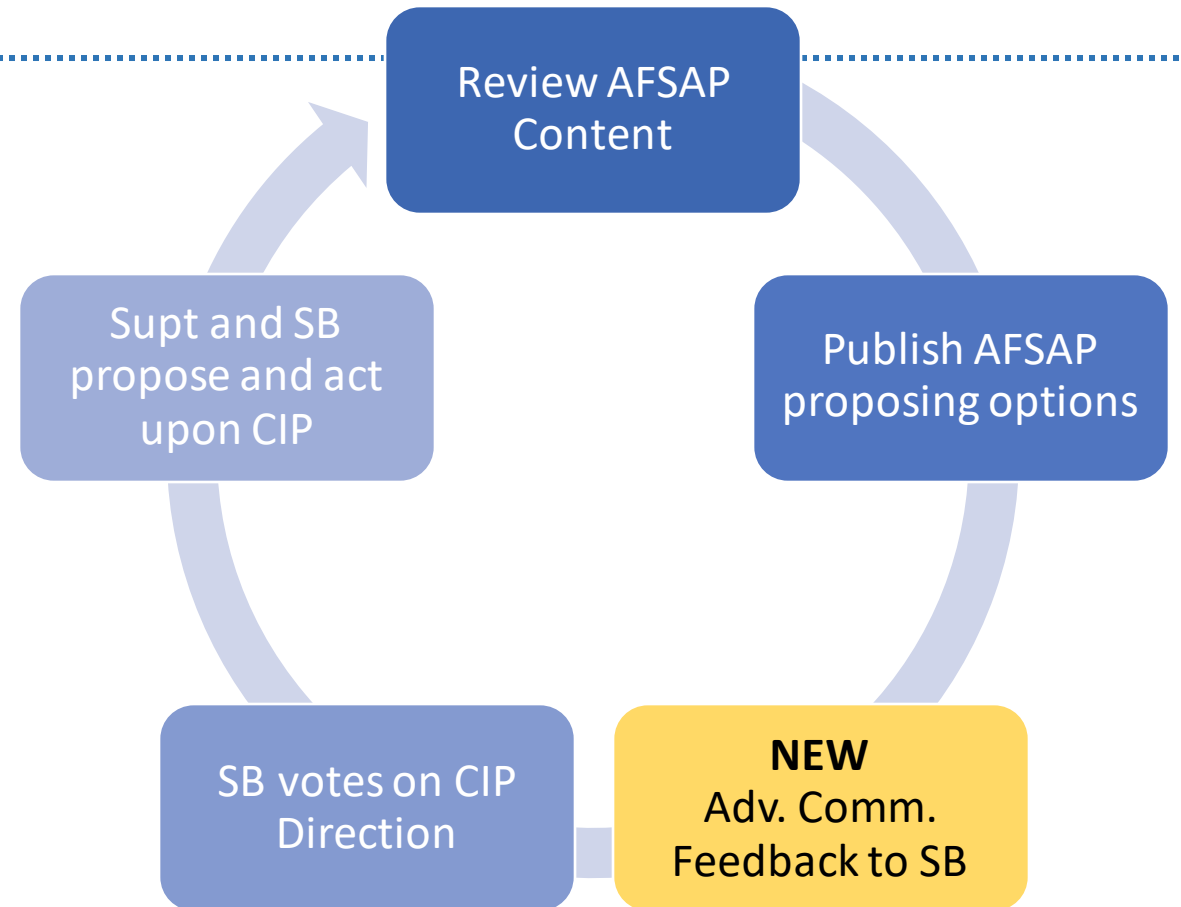 Review AFSAP
Content
Publish AFSAP
proposing options
NEW
Adv. Comm.
Feedback to SB
SB votes on CIP
Direction
Supt and SB
propose and act
upon CIP